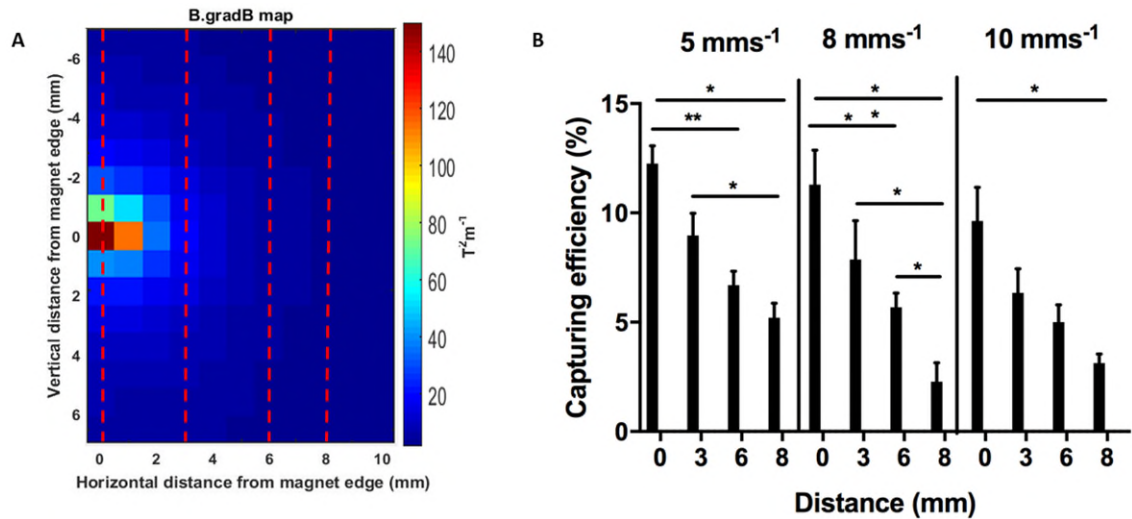 A
B.gradB map
Vertical distance from magnet edge (mm)
-6
-4
-2
0
2
4
6
0 2 4 6 8 10
Horizontal distance from magnet edge (mm)
140
120
100
80
60
40
20
T²m⁻¹
B
5 mms⁻¹ 8 mms⁻¹ 10 mms⁻¹
Capturing efficiency (%)
15
10
5
0
* * *
** * *
* *
*
0 3 6 8 0 3 6 8 0 3 6 8
Distance (mm)